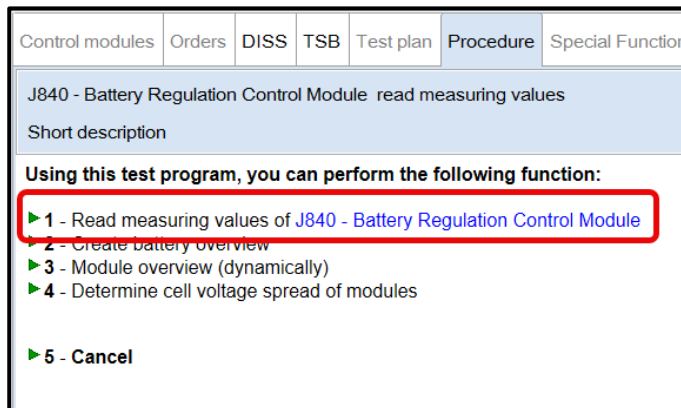 Control modules Orders DISS TSB Test plan Procedure Special Function
J840 - Battery Regulation Control Module read measuring values
Short description
Using this test program, you can perform the following function:
1 - Read measuring values of J840 - Battery Regulation Control Module
2 - Create battery overview
3 - Module overview (dynamically)
4 - Determine cell voltage spread of modules
5 - Cancel